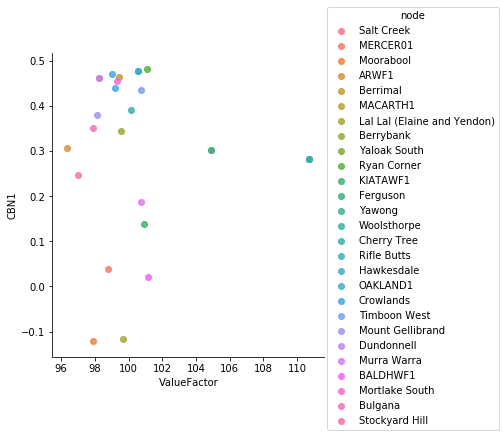 node
Salt Creek
MERCER01
Moorabool
ARWF1
Berrimal
MACARTH1
Lal Lal (Elaine and Yendon)
Berrybank
Yaloak South
Ryan Corner
KIATAWF1
Ferguson
Yawong
Woolsthorpe
Cherry Tree
Rifle Butts
Hawkesdale
OAKLAND1
Crowlands
Timboon West
Mount Gellibrand
Dundonnell
Murra Warra
BALDHWF1
Mortlake South
Bulgana
Stockyard Hill
CBN1
0.5
0.4
0.3
0.2
0.1
0.0
−0.1
96 98 100 102 104 106 108 110
ValueFactor